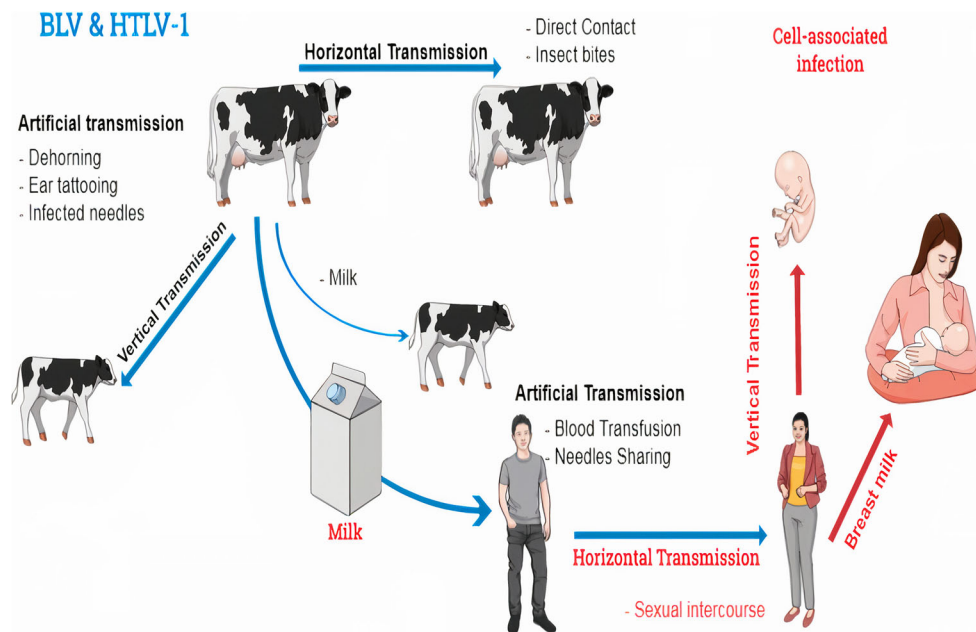 BLV & HTLV-1
Horizontal Transmission
- Direct Contact
- Insect bites
Cell-associated
infection
Artificial transmission
- Dehorning
- Ear tattooing
- Infected needles
Vertical Transmission
- Milk
Milk
Artificial Transmission
- Blood Transfusion
- Needles Sharing
Horizontal Transmission
- Sexual intercourse
Vertical Transmission
Breast milk